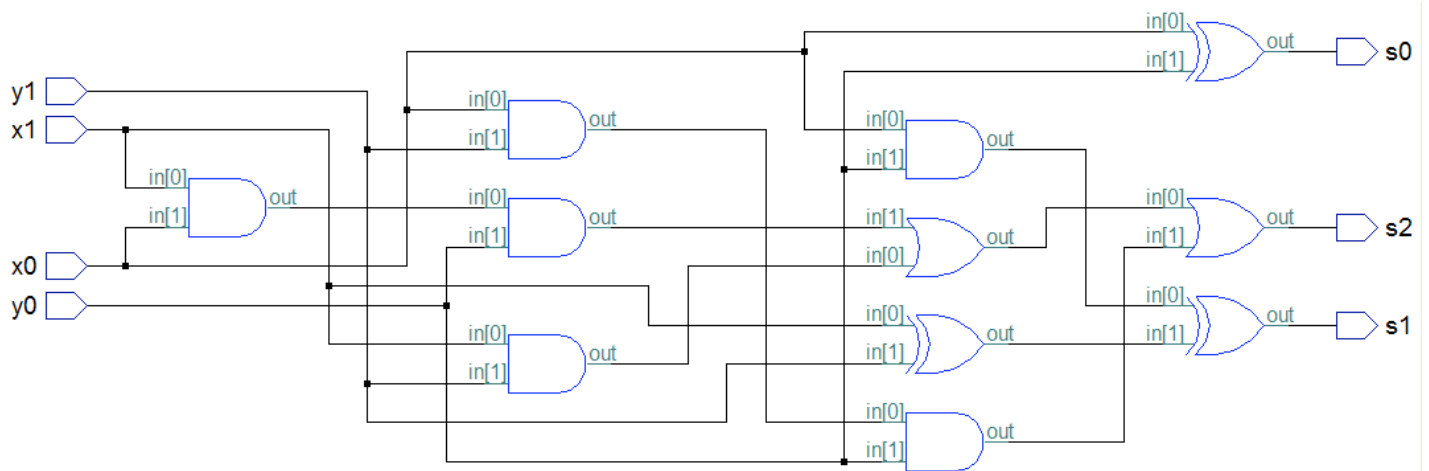 in[0]
in[1]
out
s0
y1
x1
in[0]
in[1]
out
in[0]
in[1]
out
in[0]
in[1]
out
x0
y0
in[0]
in[1]
out
in[1]
in[0]
out
in[0]
in[1]
out
s2
in[0]
in[1]
out
in[0]
in[1]
out
in[0]
in[1]
out
s1
in[0]
in[1]
out